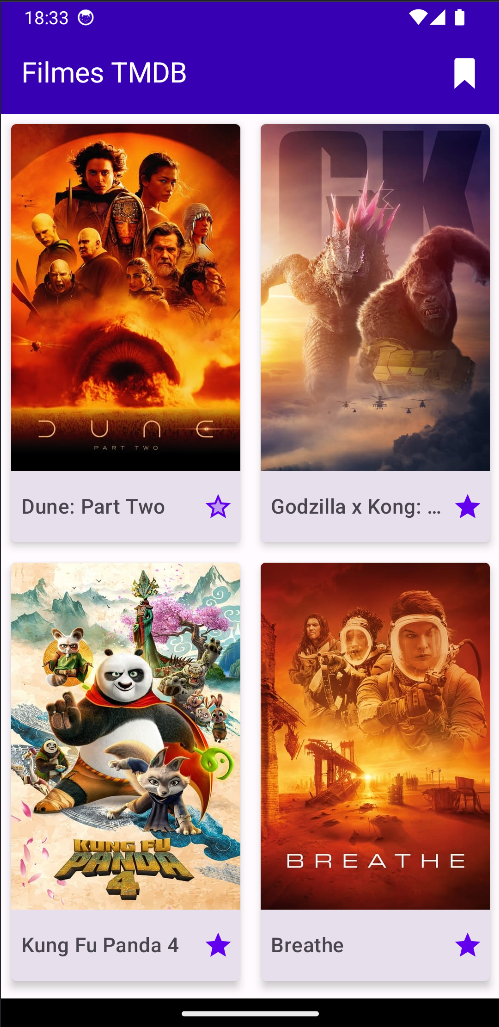 18:33
Filmes TMDB
GK
DUNE
PART TWO
Dune: Part Two
Godzilla x Kong: ...
KUNG FU
PANDA
4
BREATHE
Kung Fu Panda 4
Breathe